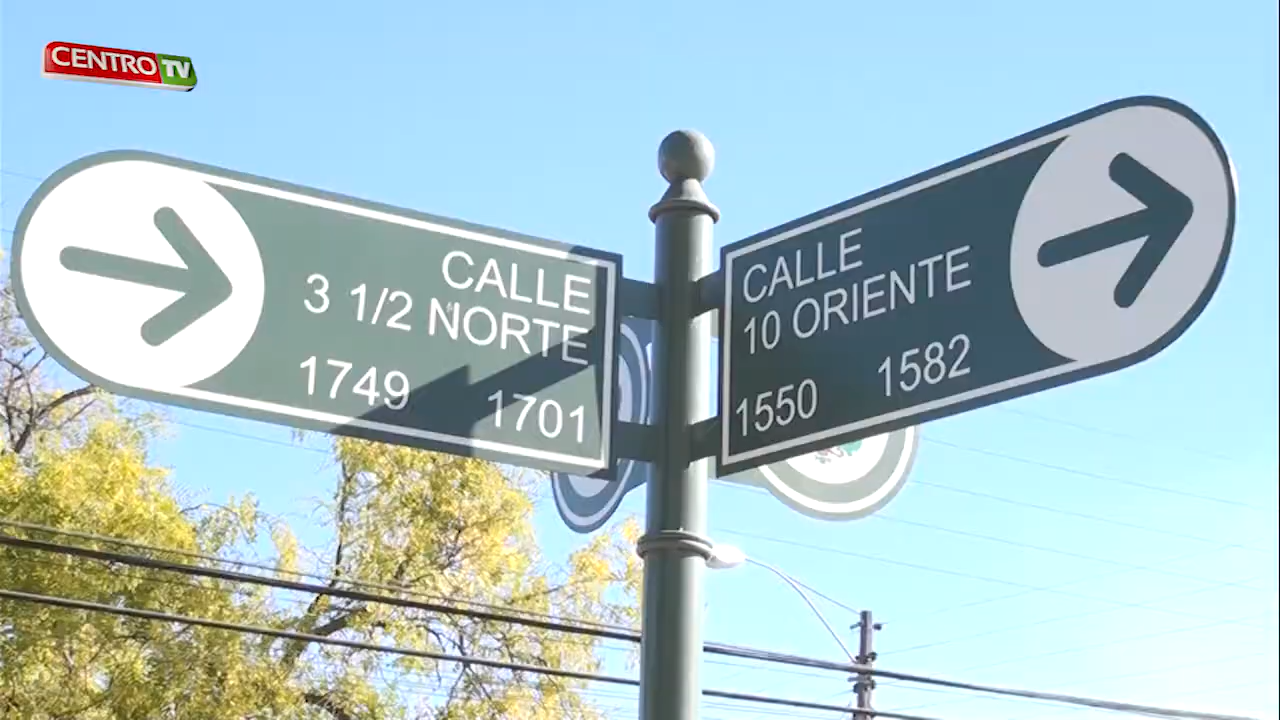 CENTRO TV
CALLE
3 1/2 NORTE
1749 1701
CALLE
10 ORIENTE
1550 1582